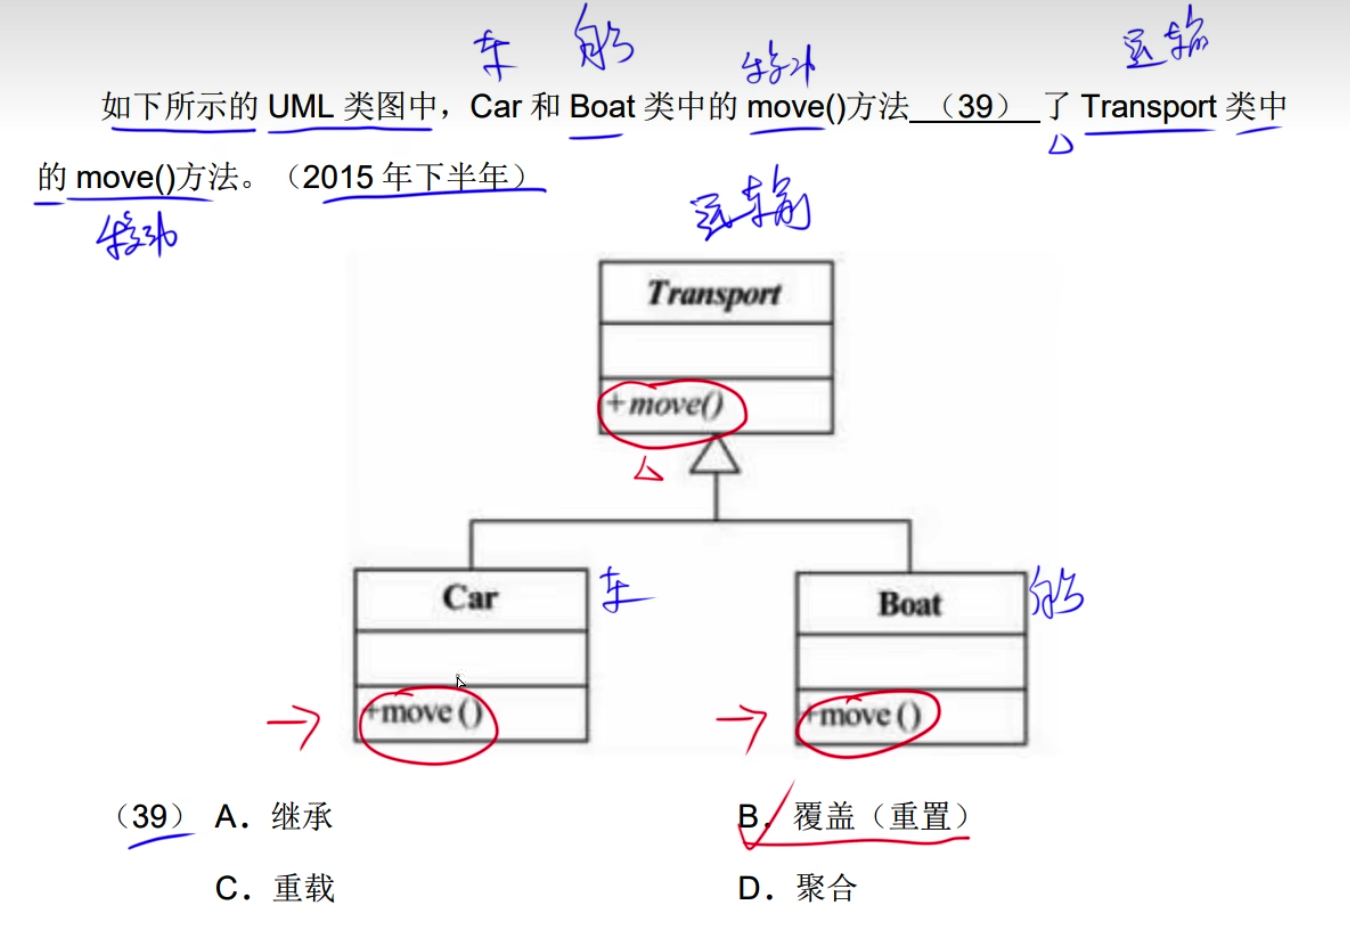 车 船 移动 运输
如下所示的 UML 类图中，Car 和 Boat 类中的 move()方法 （39） 了 Transport 类中
的 move()方法。（2015 年下半年）
移动 运输
Transport
+move()
Car 车 Boat 船
+move() +move()
（39） A. 继承 B. 覆盖（重置）
C. 重载 D. 聚合